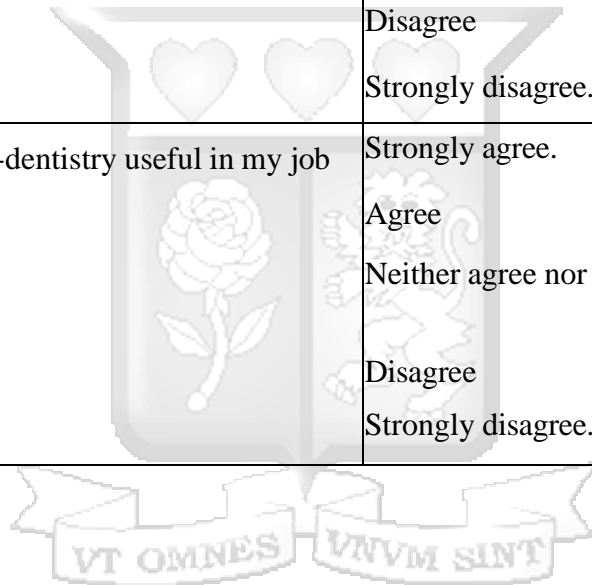 Disagree
Strongly disagree.
-dentistry useful in my job
Strongly agree.
Agree
Neither agree nor
Disagree
Strongly disagree.
VT OMNES VNVM SINT